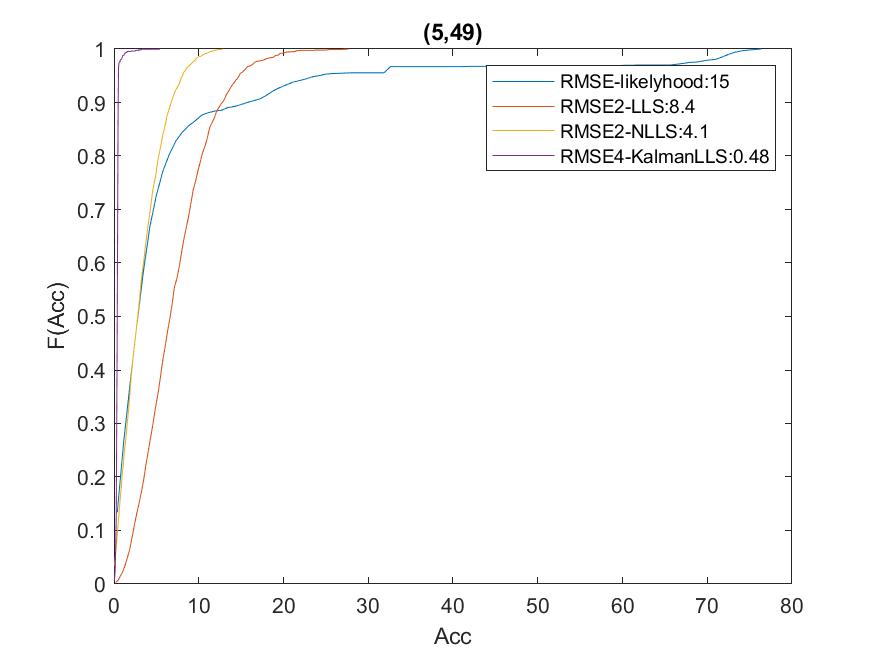 (5,49)
1
0.9
0.8
0.7
0.6
0.5
0.4
0.3
0.2
0.1
0
F(Acc)
RMSE-likelyhood:15
RMSE2-LLS:8.4
RMSE2-NLLS:4.1
RMSE4-KalmanLLS:0.48
0 10 20 30 40 50 60 70 80
Acc